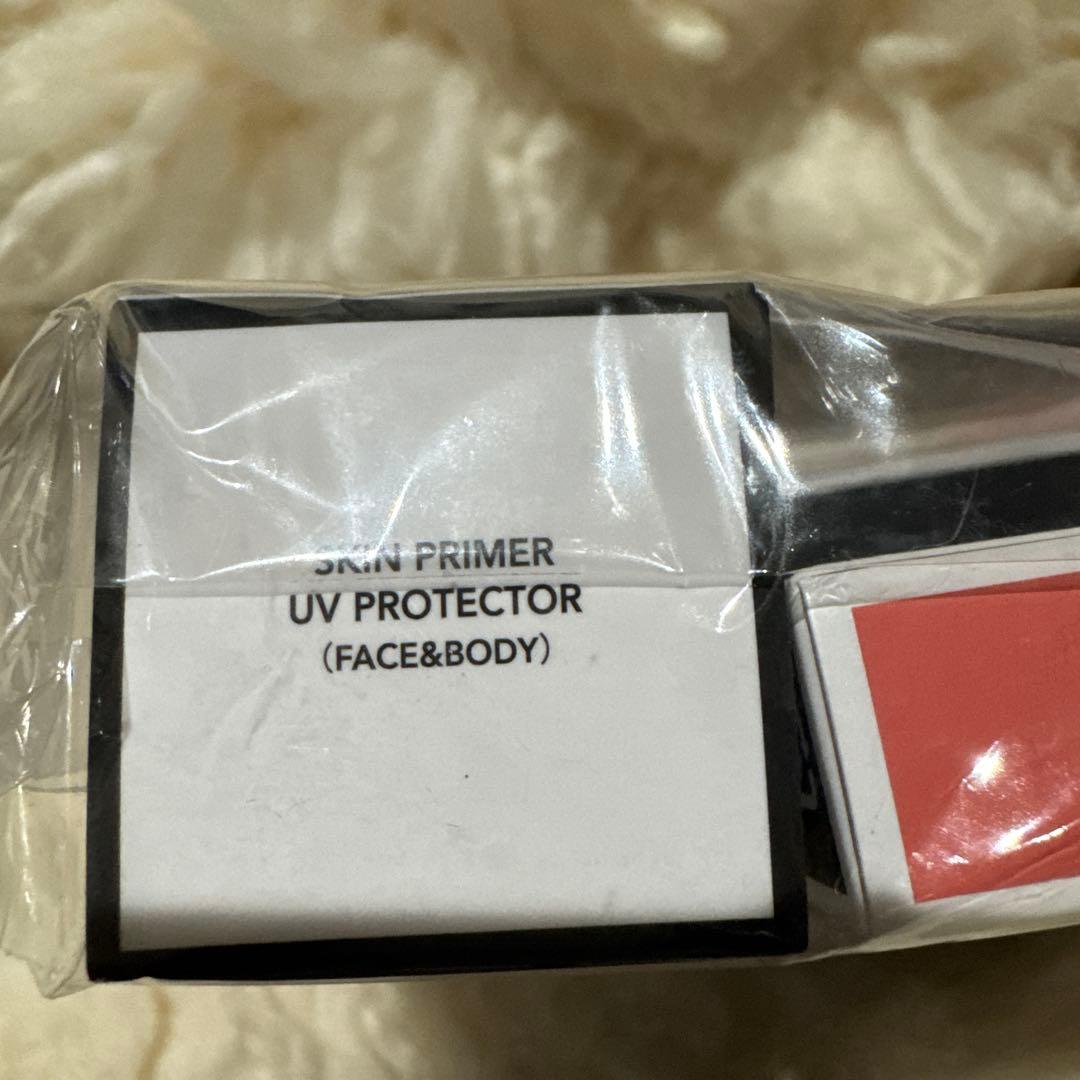 SKIN PRIMER
UV PROTECTOR
(FACE&BODY)